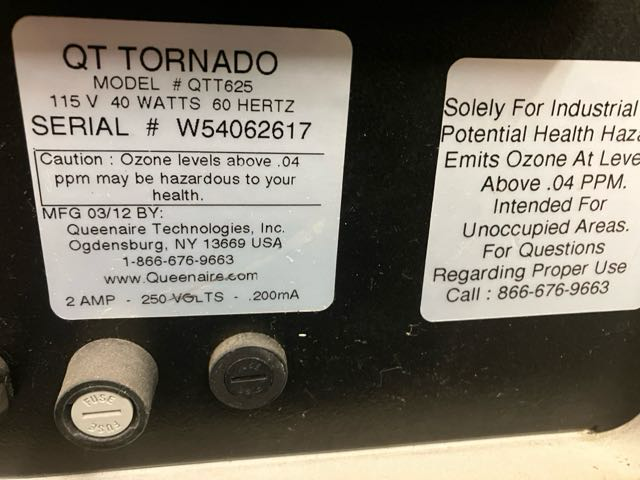 QT TORNADO
MODEL # QTT625
115 V 40 WATTS 60 HERTZ
SERIAL # W54062617
Caution : Ozone levels above .04
ppm may be hazardous to your
health.
MFG 03/12 BY:
Queenaire Technologies, Inc.
Ogdensburg, NY 13669 USA
1-866-676-9663
www.Queenaire.com
2 AMP - 250 VOLTS - .200mA
Solely For Industrial
Potential Health Haza
Emits Ozone At Leve
Above .04 PPM.
Intended For
Unoccupied Areas.
For Questions
Regarding Proper Use
Call : 866-676-9663
FUSE
FUSE